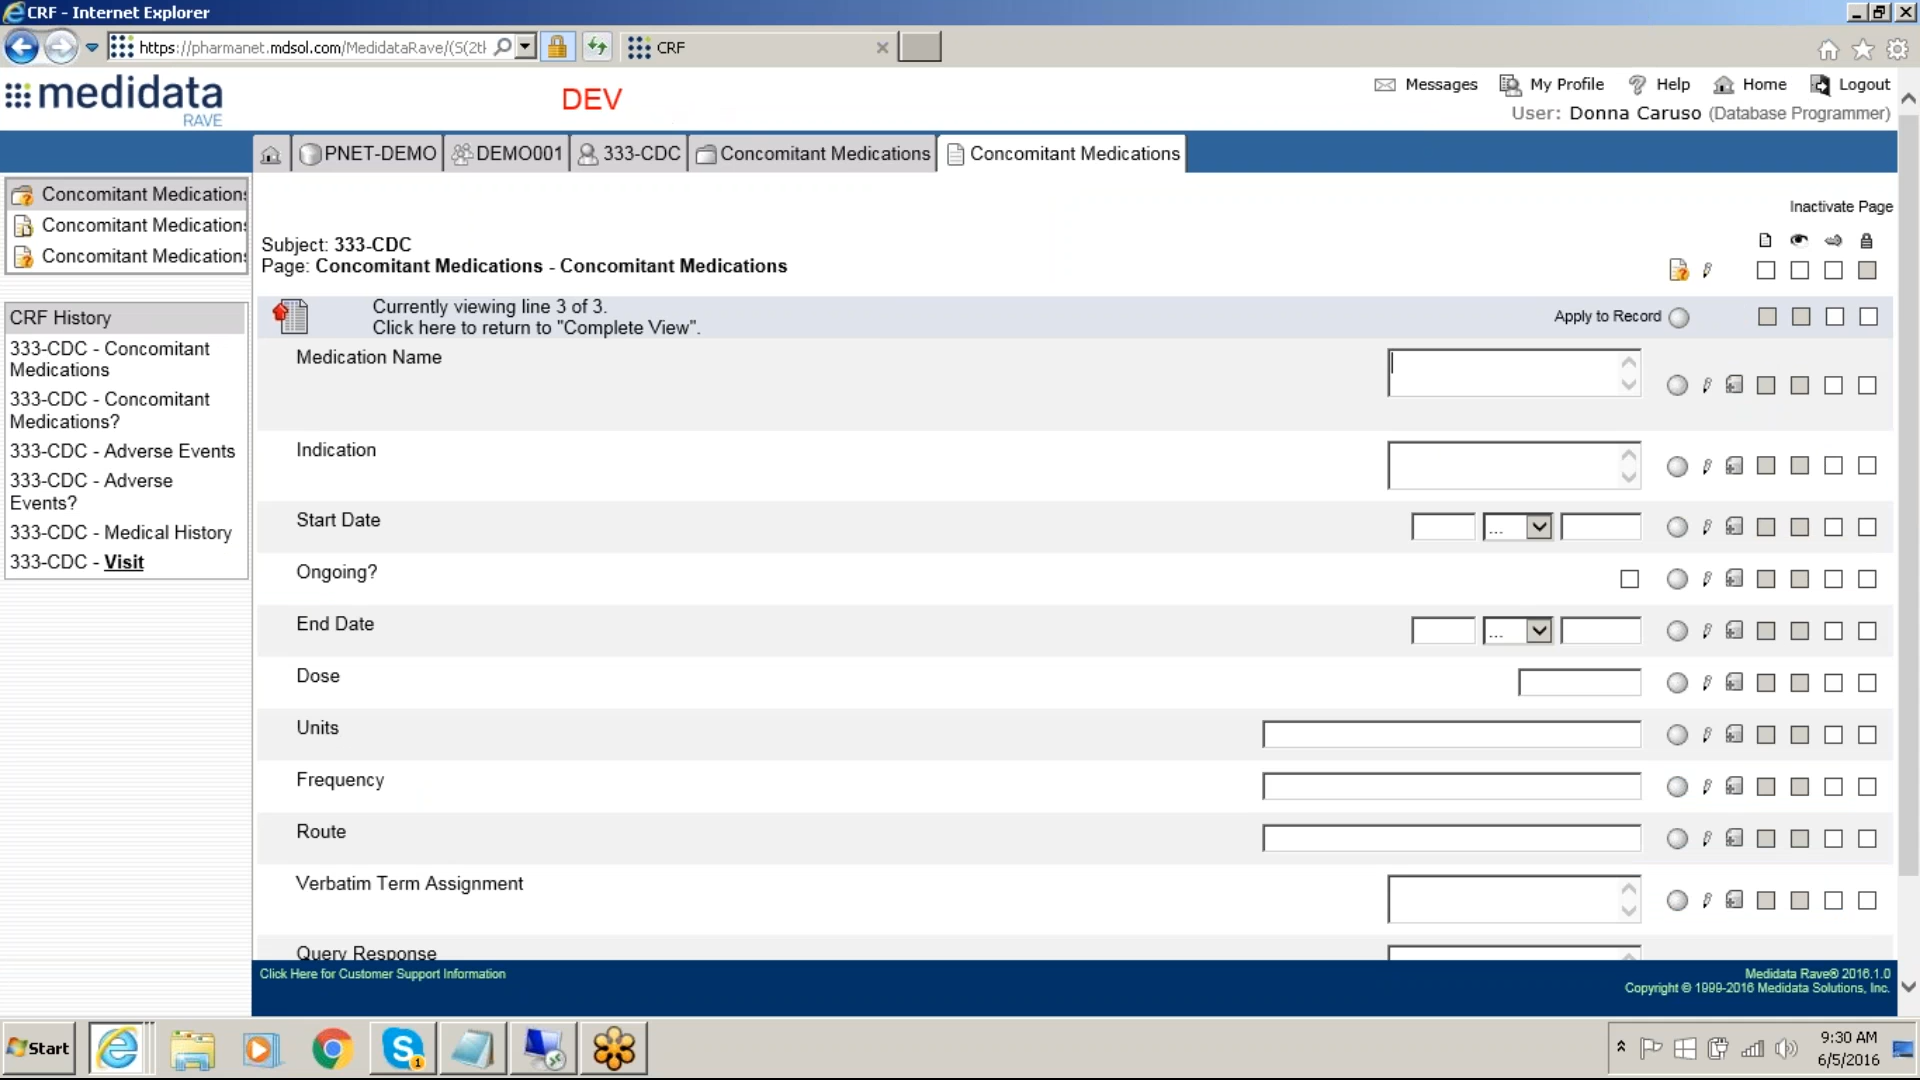 CRF - Internet Explorer
https://pharmanet.mdsol.com/MedidataRave/(S(2tl
CRF
medidata
RAVE
DEV
Messages
My Profile
Help
Home
Logout
User: Donna Caruso (Database Programmer)
PNET-DEMO
DEMO001
333-CDC
Concomitant Medications
Concomitant Medications
Concomitant Medications
Concomitant Medications
Concomitant Medications
Inactivate Page
Subject: 333-CDC
Page: Concomitant Medications - Concomitant Medications
CRF History
333-CDC - Concomitant
Medications
333-CDC - Concomitant
Medications?
333-CDC - Adverse Events
333-CDC - Adverse
Events?
333-CDC - Medical History
333-CDC - Visit
Currently viewing line 3 of 3.
Click here to return to "Complete View".
Apply to Record
Medication Name
Indication
Start Date
...
Ongoing?
End Date
...
Dose
Units
Frequency
Route
Verbatim Term Assignment
Query Response
Click Here for Customer Support Information
Medidata Rave® 2016.1.0
Copyright © 1999-2016 Medidata Solutions, Inc.
Start
1
9:30 AM
6/5/2016